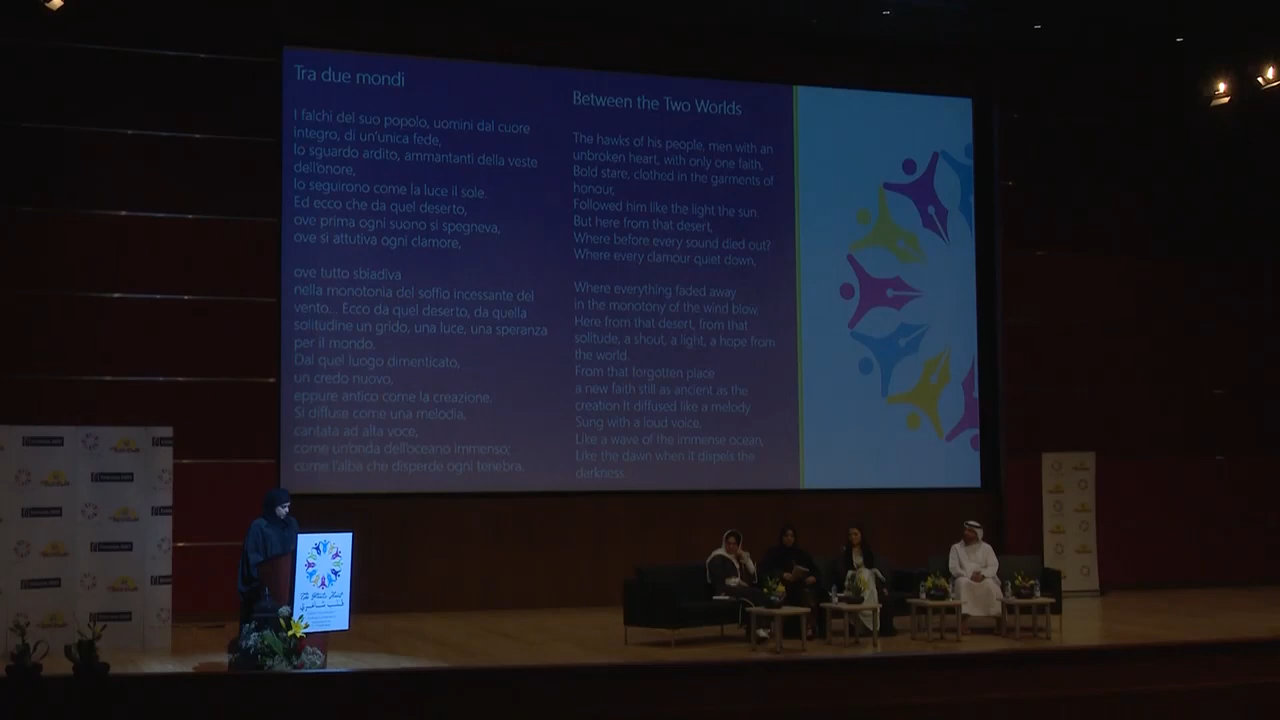 Tra due mondi
I falchi del suo popolo, uomini dal cuore
integro, di un'unica fede,
lo sguardo ardito, ammantanti della veste
dell'onore,
lo seguirono come la luce il sole.
Ed ecco che da quel deserto,
ove prima ogni suono si spegneva,
ove si attutiva ogni clamore,
ove tutto sbiadiva
nella monotonia del soffio incessante del
vento... Ecco da quel deserto, da quella
solitudine un grido, una luce, una speranza
per il mondo.
Dal quel luogo dimenticato,
un credo nuovo,
eppure antico come la creazione.
Si diffuse come una melodia,
cantata ad alta voce,
come un'onda dell'oceano immenso;
come l'alba che disperde ogni tenebra.
Between the Two Worlds
The hawks of his people, men with an
unbroken heart, with only one faith,
Bold stare, clothed in the garments of
honour,
Followed him like the light the sun.
But here from that desert,
Where before every sound died out?
Where every clamour quiet down,
Where everything faded away
in the monotony of the wind blow.
Here from that desert, from that
solitude, a shout, a light, a hope from
the world.
From that forgotten place
a new faith still as ancient as the
creation It diffused like a melody
Sung with a loud voice,
Like a wave of the immense ocean,
Like the dawn when it dispels the
darkness